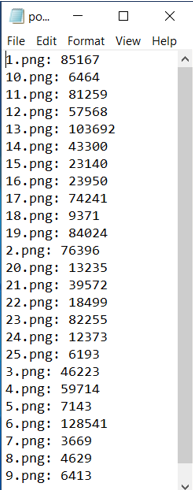 po...
File Edit Format View Help
1.png: 85167
10.png: 6464
11.png: 81259
12.png: 57568
13.png: 103692
14.png: 43300
15.png: 23140
16.png: 23950
17.png: 74241
18.png: 9371
19.png: 84024
2.png: 76396
20.png: 13235
21.png: 39572
22.png: 18499
23.png: 82255
24.png: 12373
25.png: 6193
3.png: 46223
4.png: 59714
5.png: 7143
6.png: 128541
7.png: 3669
8.png: 4629
9.png: 6413